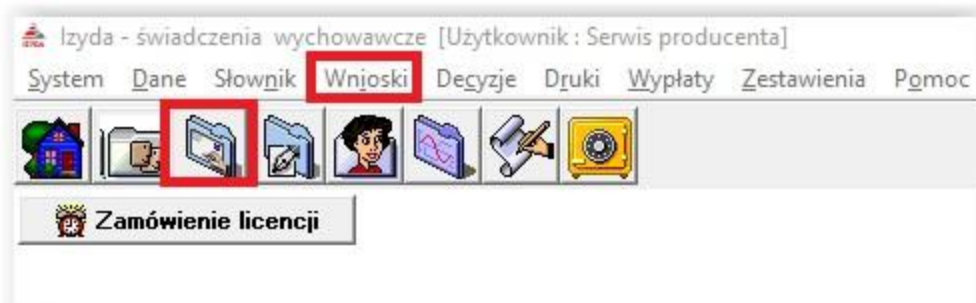 Izyda - świadczenia wychowawcze [Użytkownik : Serwis producenta]
System Dane Słownik Wnioski Decyzje Druki Wypłaty Zestawienia Pomoc
Zamówienie licencji